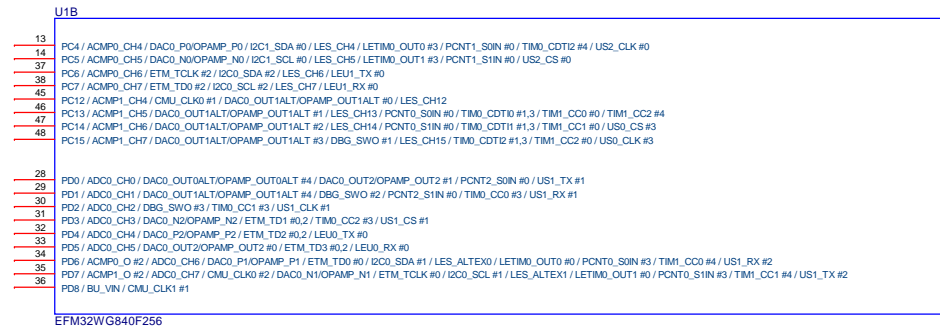 U1B
13 PC4 / ACMP0_CH4 / DAC0_P0/OPAMP_P0 / I2C1_SDA #0 / LES_CH4 / LETIM0_OUT0 #3 / PCNT1_S0IN #0 / TIM0_CDTI2 #4 / US2_CLK #0
14 PC5 / ACMP0_CH5 / DAC0_N0/OPAMP_N0 / I2C1_SCL #0 / LES_CH5 / LETIM0_OUT1 #3 / PCNT1_S1IN #0 / US2_CS #0
37 PC6 / ACMP0_CH6 / ETM_TCLK #2 / I2C0_SDA #2 / LES_CH6 / LEU1_TX #0
38 PC7 / ACMP0_CH7 / ETM_TD0 #2 / I2C0_SCL #2 / LES_CH7 / LEU1_RX #0
45 PC12 / ACMP1_CH4 / CMU_CLK0 #1 / DAC0_OUT1ALT/OPAMP_OUT1ALT #0 / LES_CH12
46 PC13 / ACMP1_CH5 / DAC0_OUT1ALT/OPAMP_OUT1ALT #1 / LES_CH13 / PCNT0_S0IN #0 / TIM0_CDTI0 #1,3 / TIM1_CC0 #0 / TIM1_CC2 #4
47 PC14 / ACMP1_CH6 / DAC0_OUT1ALT/OPAMP_OUT1ALT #2 / LES_CH14 / PCNT0_S1IN #0 / TIM0_CDTI1 #1,3 / TIM1_CC1 #0 / US0_CS #3
48 PC15 / ACMP1_CH7 / DAC0_OUT1ALT/OPAMP_OUT1ALT #3 / DBG_SWO #1 / LES_CH15 / TIM0_CDTI2 #1,3 / TIM1_CC2 #0 / US0_CLK #3
28 PD0 / ADC0_CH0 / DAC0_OUT0ALT/OPAMP_OUT0ALT #4 / DAC0_OUT2/OPAMP_OUT2 #1 / PCNT2_S0IN #0 / US1_TX #1
29 PD1 / ADC0_CH1 / DAC0_OUT1ALT/OPAMP_OUT1ALT #4 / DBG_SWO #2 / PCNT2_S1IN #0 / TIM0_CC0 #3 / US1_RX #1
30 PD2 / ADC0_CH2 / DBG_SWO #3 / TIM0_CC1 #3 / US1_CLK #1
31 PD3 / ADC0_CH3 / DAC0_N2/OPAMP_N2 / ETM_TD1 #0,2 / TIM0_CC2 #3 / US1_CS #1
32 PD4 / ADC0_CH4 / DAC0_P2/OPAMP_P2 / ETM_TD2 #0,2 / LEU0_TX #0
33 PD5 / ADC0_CH5 / DAC0_OUT2/OPAMP_OUT2 #0 / ETM_TD3 #0,2 / LEU0_RX #0
34 PD6 / ACMP0_O #2 / ADC0_CH6 / DAC0_P1/OPAMP_P1 / ETM_TD0 #0 / I2C0_SDA #1 / LES_ALTEX0 / LETIM0_OUT0 #0 / PCNT0_S0IN #3 / TIM1_CC0 #4 / US1_RX #2
35 PD7 / ACMP1_O #2 / ADC0_CH7 / CMU_CLK0 #2 / DAC0_N1/OPAMP_N1 / ETM_TCLK #0 / I2C0_SCL #1 / LES_ALTEX1 / LETIM0_OUT1 #0 / PCNT0_S1IN #3 / TIM1_CC1 #4 / US1_TX #2
36 PD8 / BU_VIN / CMU_CLK1 #1
EFM32WG840F256